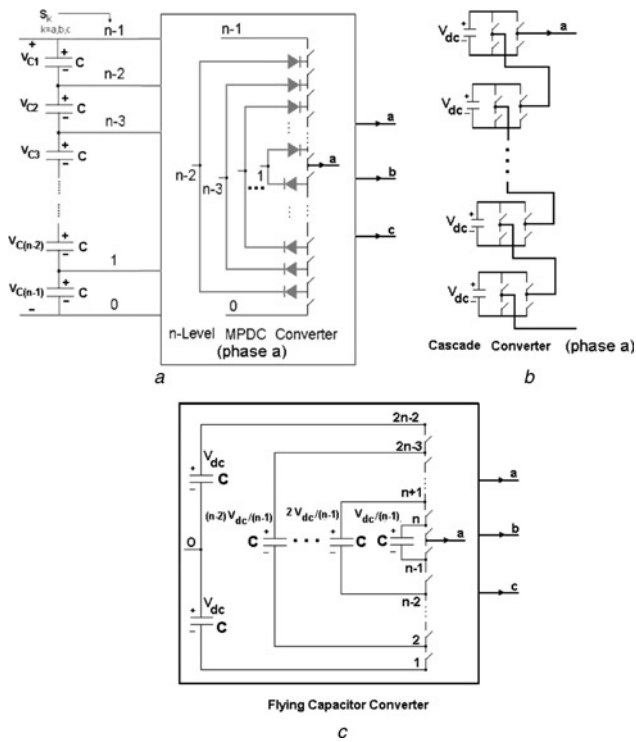 S_k
k=a,b,c
n-1
n-1
+
+
V_C1
C
−
n-2
+
V_C2
C
−
n-3
+
V_C3
C
−
n-2
n-3
1
a
a
b
c
+
V_C(n-2)
C
−
1
+
V_C(n-1)
C
−
−
0
0
n-Level MPDC Converter
(phase a)
a
V_dc
+
−
a
V_dc
+
−
V_dc
+
−
V_dc
+
−
Cascade Converter (phase a)
b
2n-2
2n-3
V_dc
+
−
C
(n-2)V_dc/(n-1)
+
−
C
2V_dc/(n-1)
+
−
C
V_dc/(n-1)
+
−
C
n+1
n
a
n-1
n-2
O
V_dc
+
−
C
2
1
a
b
c
Flying Capacitor Converter
c